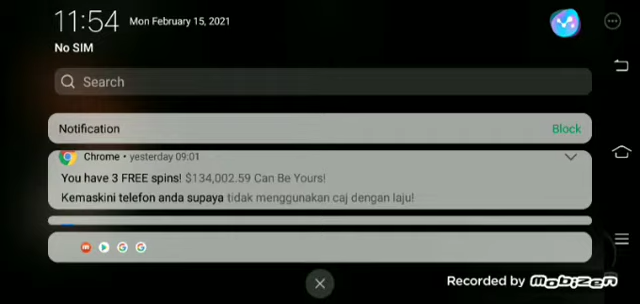 11:54 Mon February 15, 2021
No SIM
Search
Notification Block
Chrome • yesterday 09:01
You have 3 FREE spins! $134,002.59 Can Be Yours!
Kemaskini telefon anda supaya tidak menggunakan caj dengan laju!
Recorded by mobizen